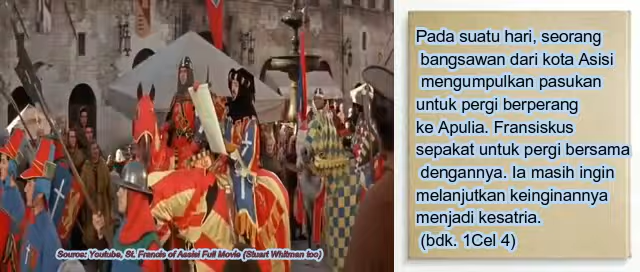 Pada suatu hari, seorang
bangsawan dari kota Asisi
mengumpulkan pasukan
untuk pergi berperang
ke Apulia. Fransiskus
sepakat untuk pergi bersama
dengannya. Ia masih ingin
melanjutkan keinginannya
menjadi kesatria.
(bdk. 1Cel 4)
Source: Youtube, St. Francis of Assisi Full Movie (Stuart Whitman too)